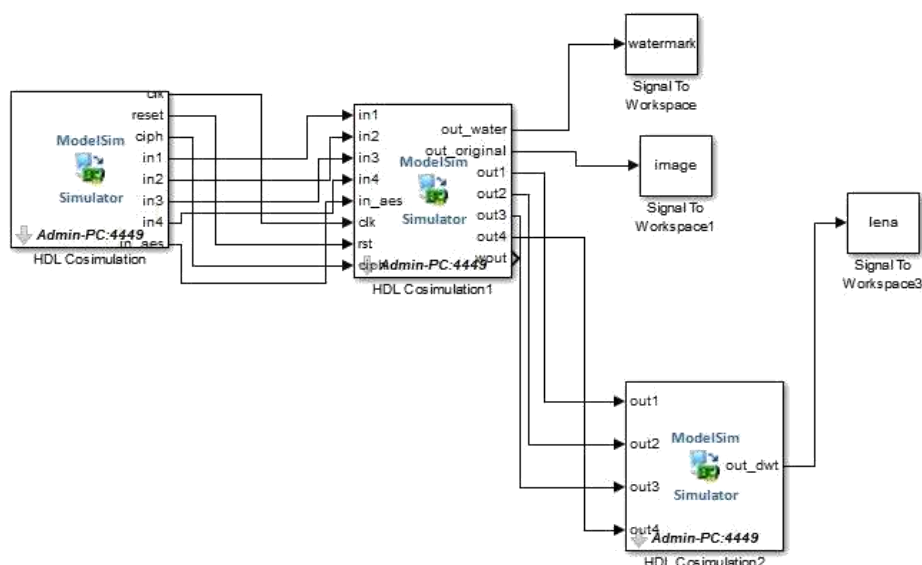 watermark
Signal To
Workspace
clk
reset
ciph
in1
in2
in3
in4
in_aes
ModelSim
Simulator
Admin-PC:4449
HDL Cosimulation
in1
in2
in3
in4
in_aes
clk
rst
ciph
ModelSim
Simulator
out_water
out_original
out1
out2
out3
out4
wout
Admin-PC:4449
HDL Cosimulation1
image
Signal To
Workspace1
lena
Signal To
Workspace3
out1
out2
out3
out4
ModelSim
Simulator
out_dwt
Admin-PC:4449
HDL Cosimulation2